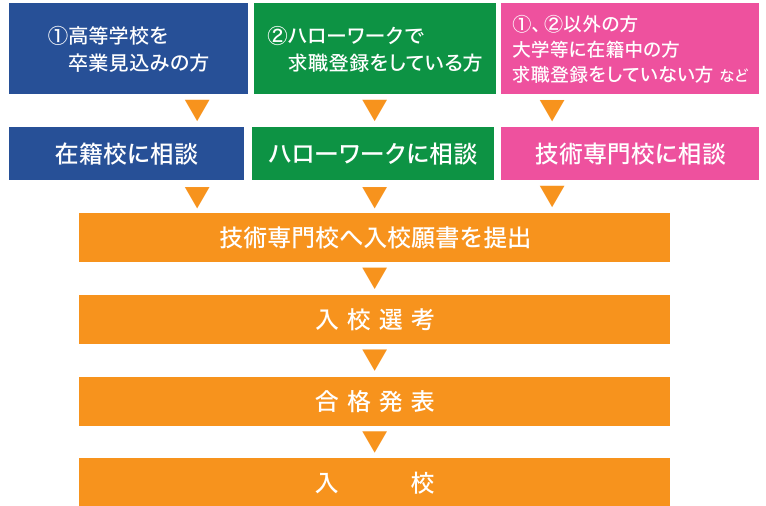 ①高等学校を
卒業見込みの方
②ハローワークで
求職登録をしている方
①、②以外の方
大学等に在籍中の方
求職登録をしていない方 など
在籍校に相談
ハローワークに相談
技術専門校に相談
技術専門校へ入校願書を提出
入校選考
合格発表
入　　校